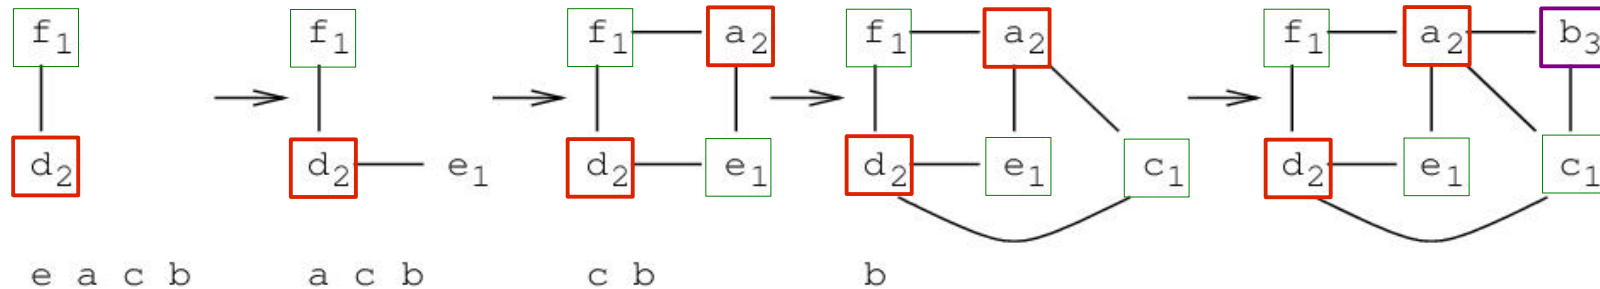 f1 f1 f1 a2 f1 a2 f1 a2 b3
d2 d2 e1 d2 e1 d2 e1 c1 d2 e1 c1
e a c b a c b c b b